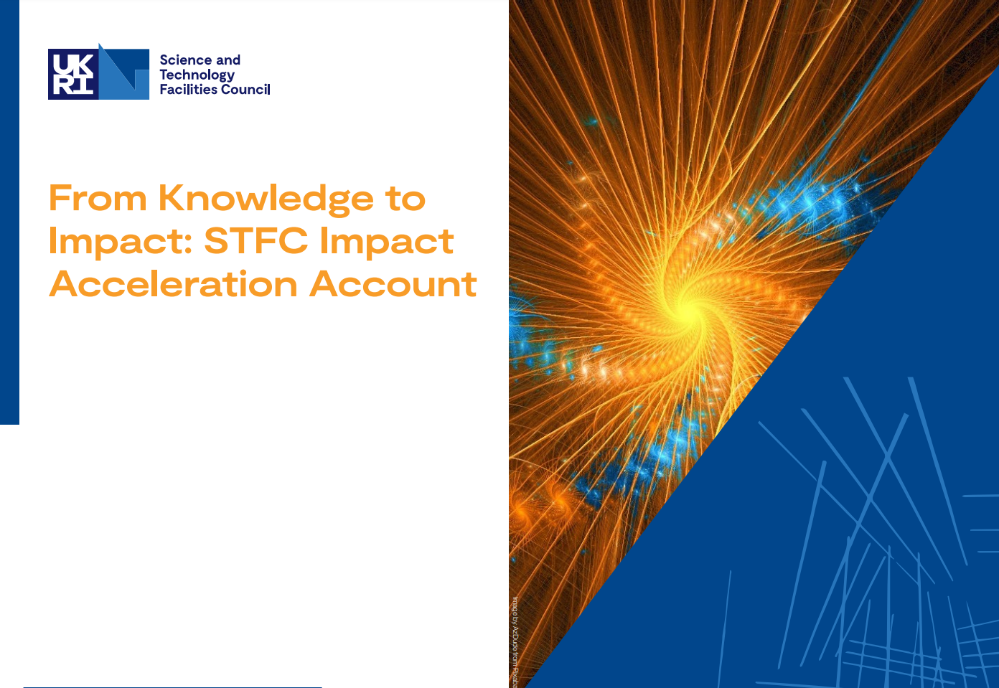 UK
RI
Science and
Technology
Facilities Council
From Knowledge to
Impact: STFC Impact
Acceleration Account
Image by AzDude from